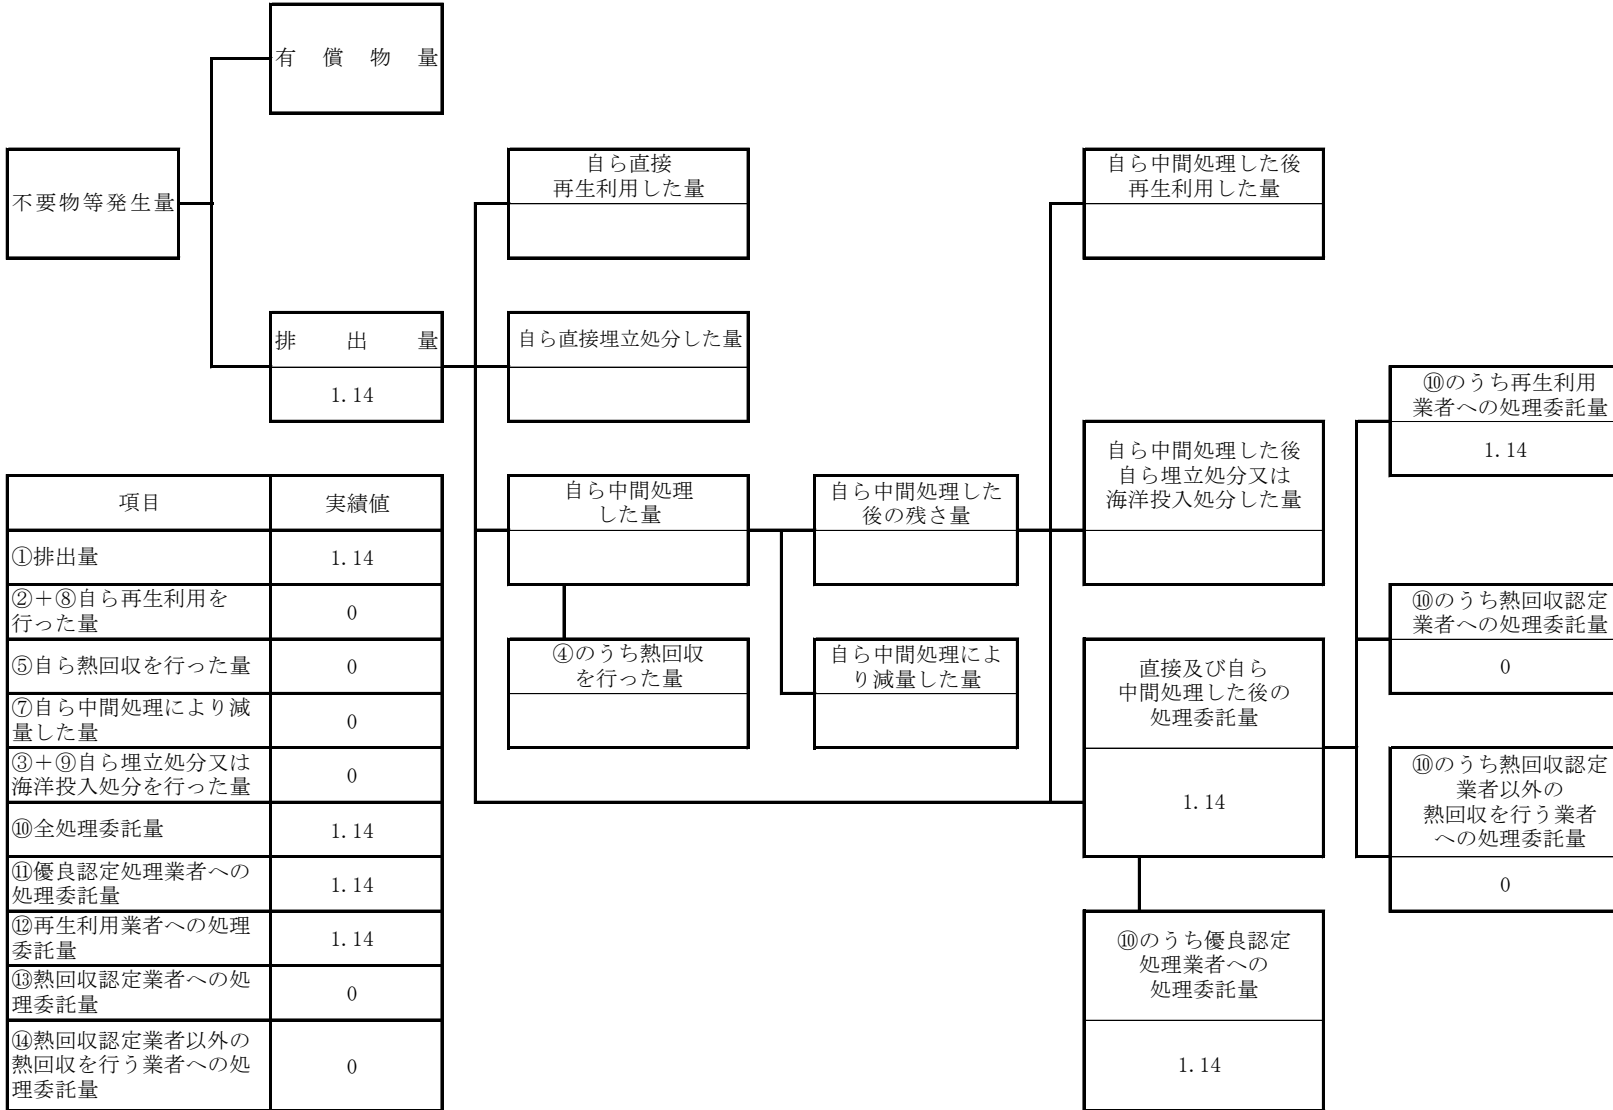 有償物量
不要物等発生量
自ら直接
再生利用した量
自ら中間処理した後
再生利用した量
排出量
1.14
自ら直接埋立処分した量
⑩のうち再生利用
業者への処理委託量
1.14
自ら中間処理した後
自ら埋立処分又は
海洋投入処分した量
自ら中間処理
した量
自ら中間処理した
後の残さ量
④のうち熱回収
を行った量
自ら中間処理によ
り減量した量
直接及び自ら
中間処理した後の
処理委託量
1.14
⑩のうち熱回収認定
業者への処理委託量
0
⑩のうち熱回収認定
業者以外の
熱回収を行う業者
への処理委託量
0
⑩のうち優良認定
処理業者への
処理委託量
1.14
項目 実績値
①排出量 1.14
②+⑧自ら再生利用を
行った量 0
⑤自ら熱回収を行った量 0
⑦自ら中間処理により減
量した量 0
③+⑨自ら埋立処分又は
海洋投入処分を行った量 0
⑩全処理委託量 1.14
⑪優良認定処理業者への
処理委託量 1.14
⑫再生利用業者への処理
委託量 1.14
⑬熱回収認定業者への処
理委託量 0
⑭熱回収認定業者以外の
熱回収を行う業者への処
理委託量 0